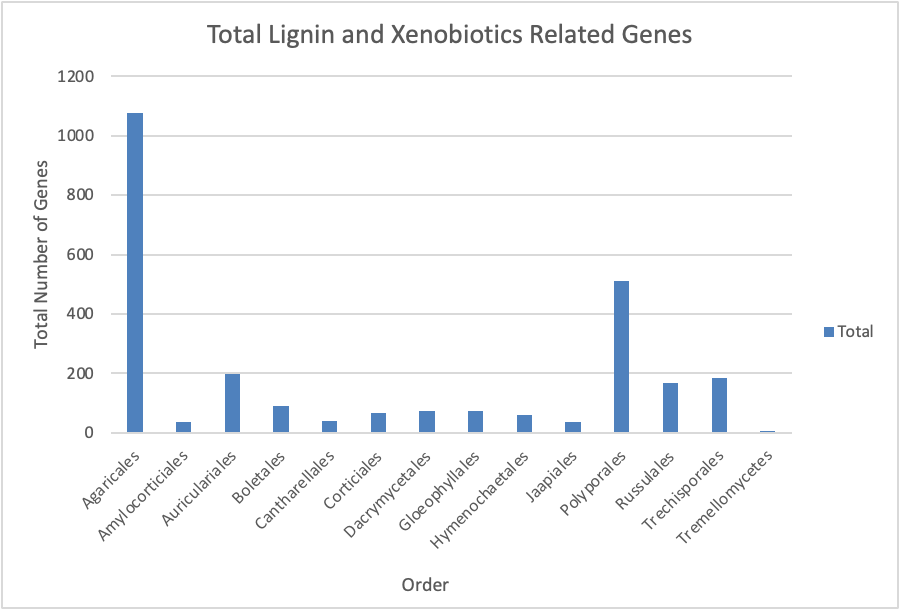 Total Lignin and Xenobiotics Related Genes
Total Number of Genes
1200
1000
800
600
400
200
0
Agaricales
Amylocorticiales
Auriculariales
Boletales
Cantharellales
Corticiales
Dacrymycetales
Gloeophyllales
Hymenochaetales
Jaapiales
Polyporales
Russulales
Trechisporales
Tremellomycetes
Order
Total